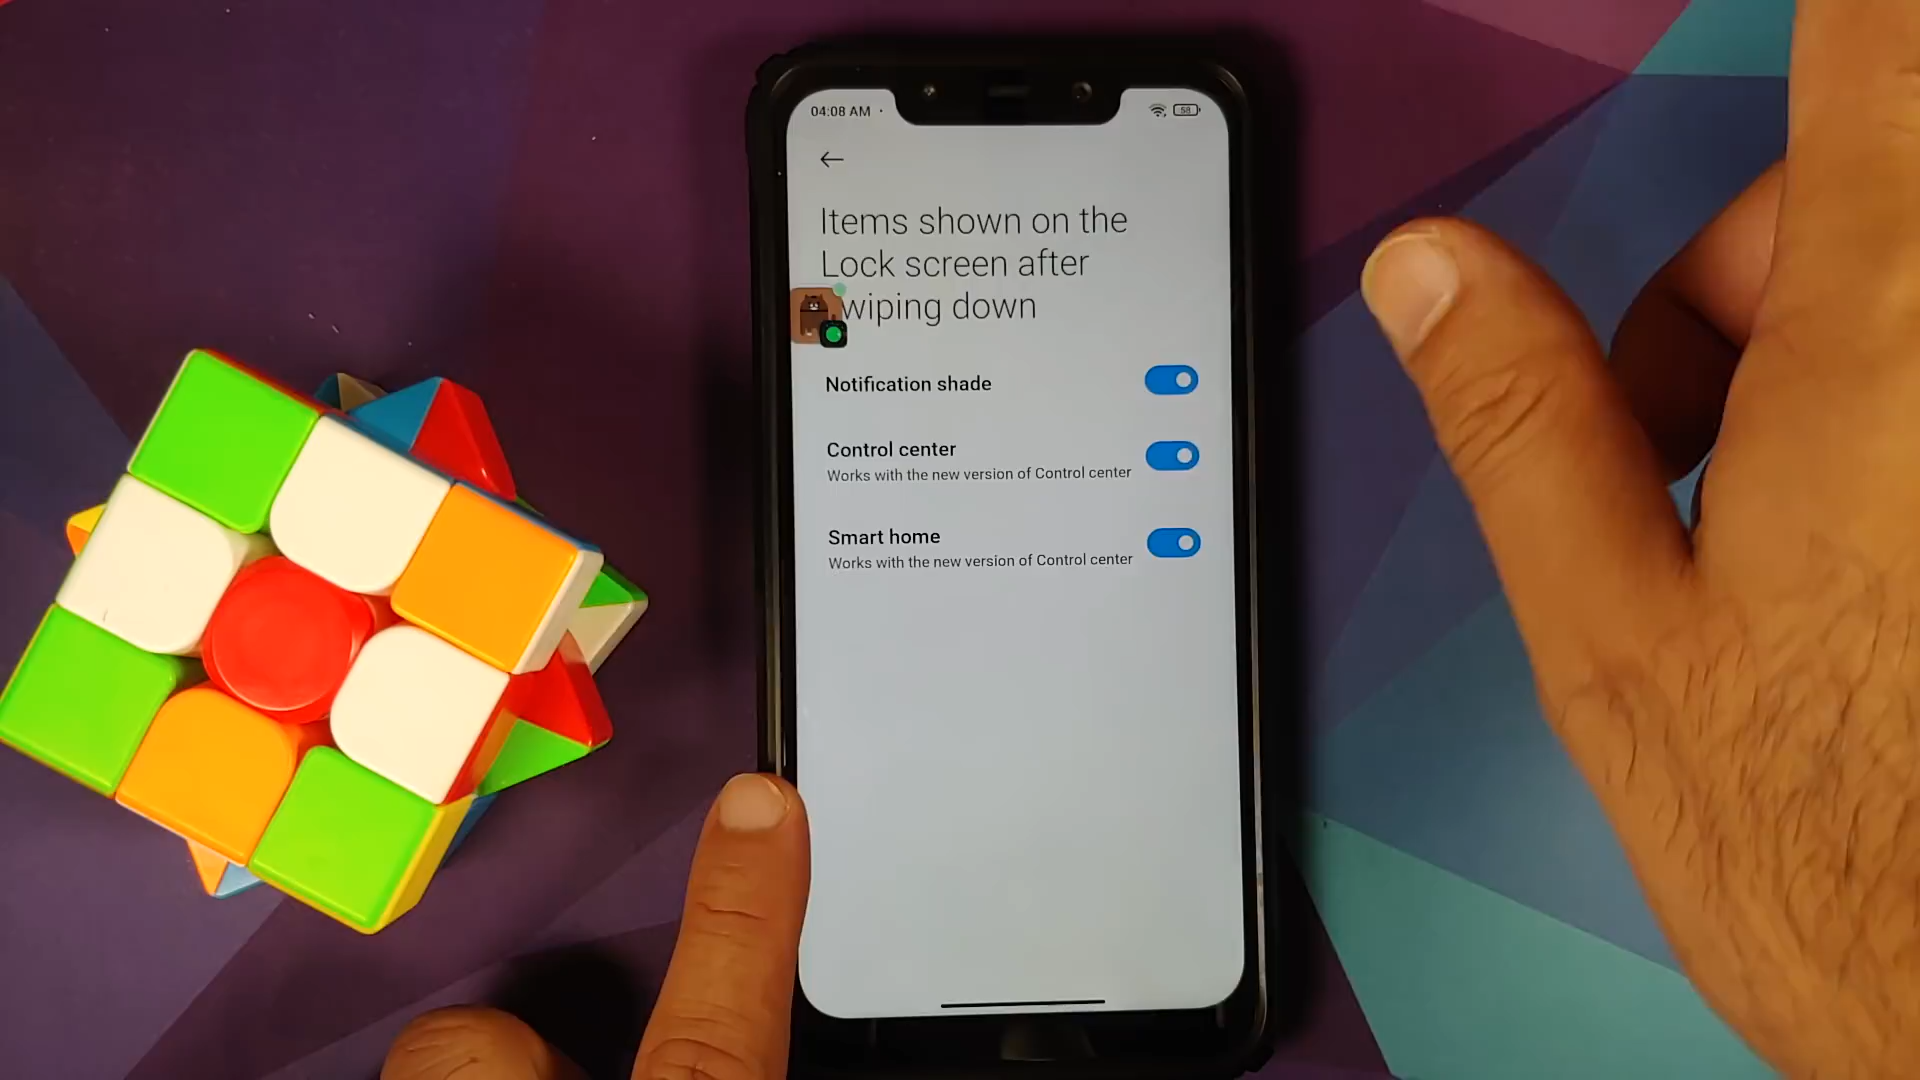 04:08 AM
58
Items shown on the
Lock screen after
wiping down
Notification shade
Control center
Works with the new version of Control center
Smart home
Works with the new version of Control center